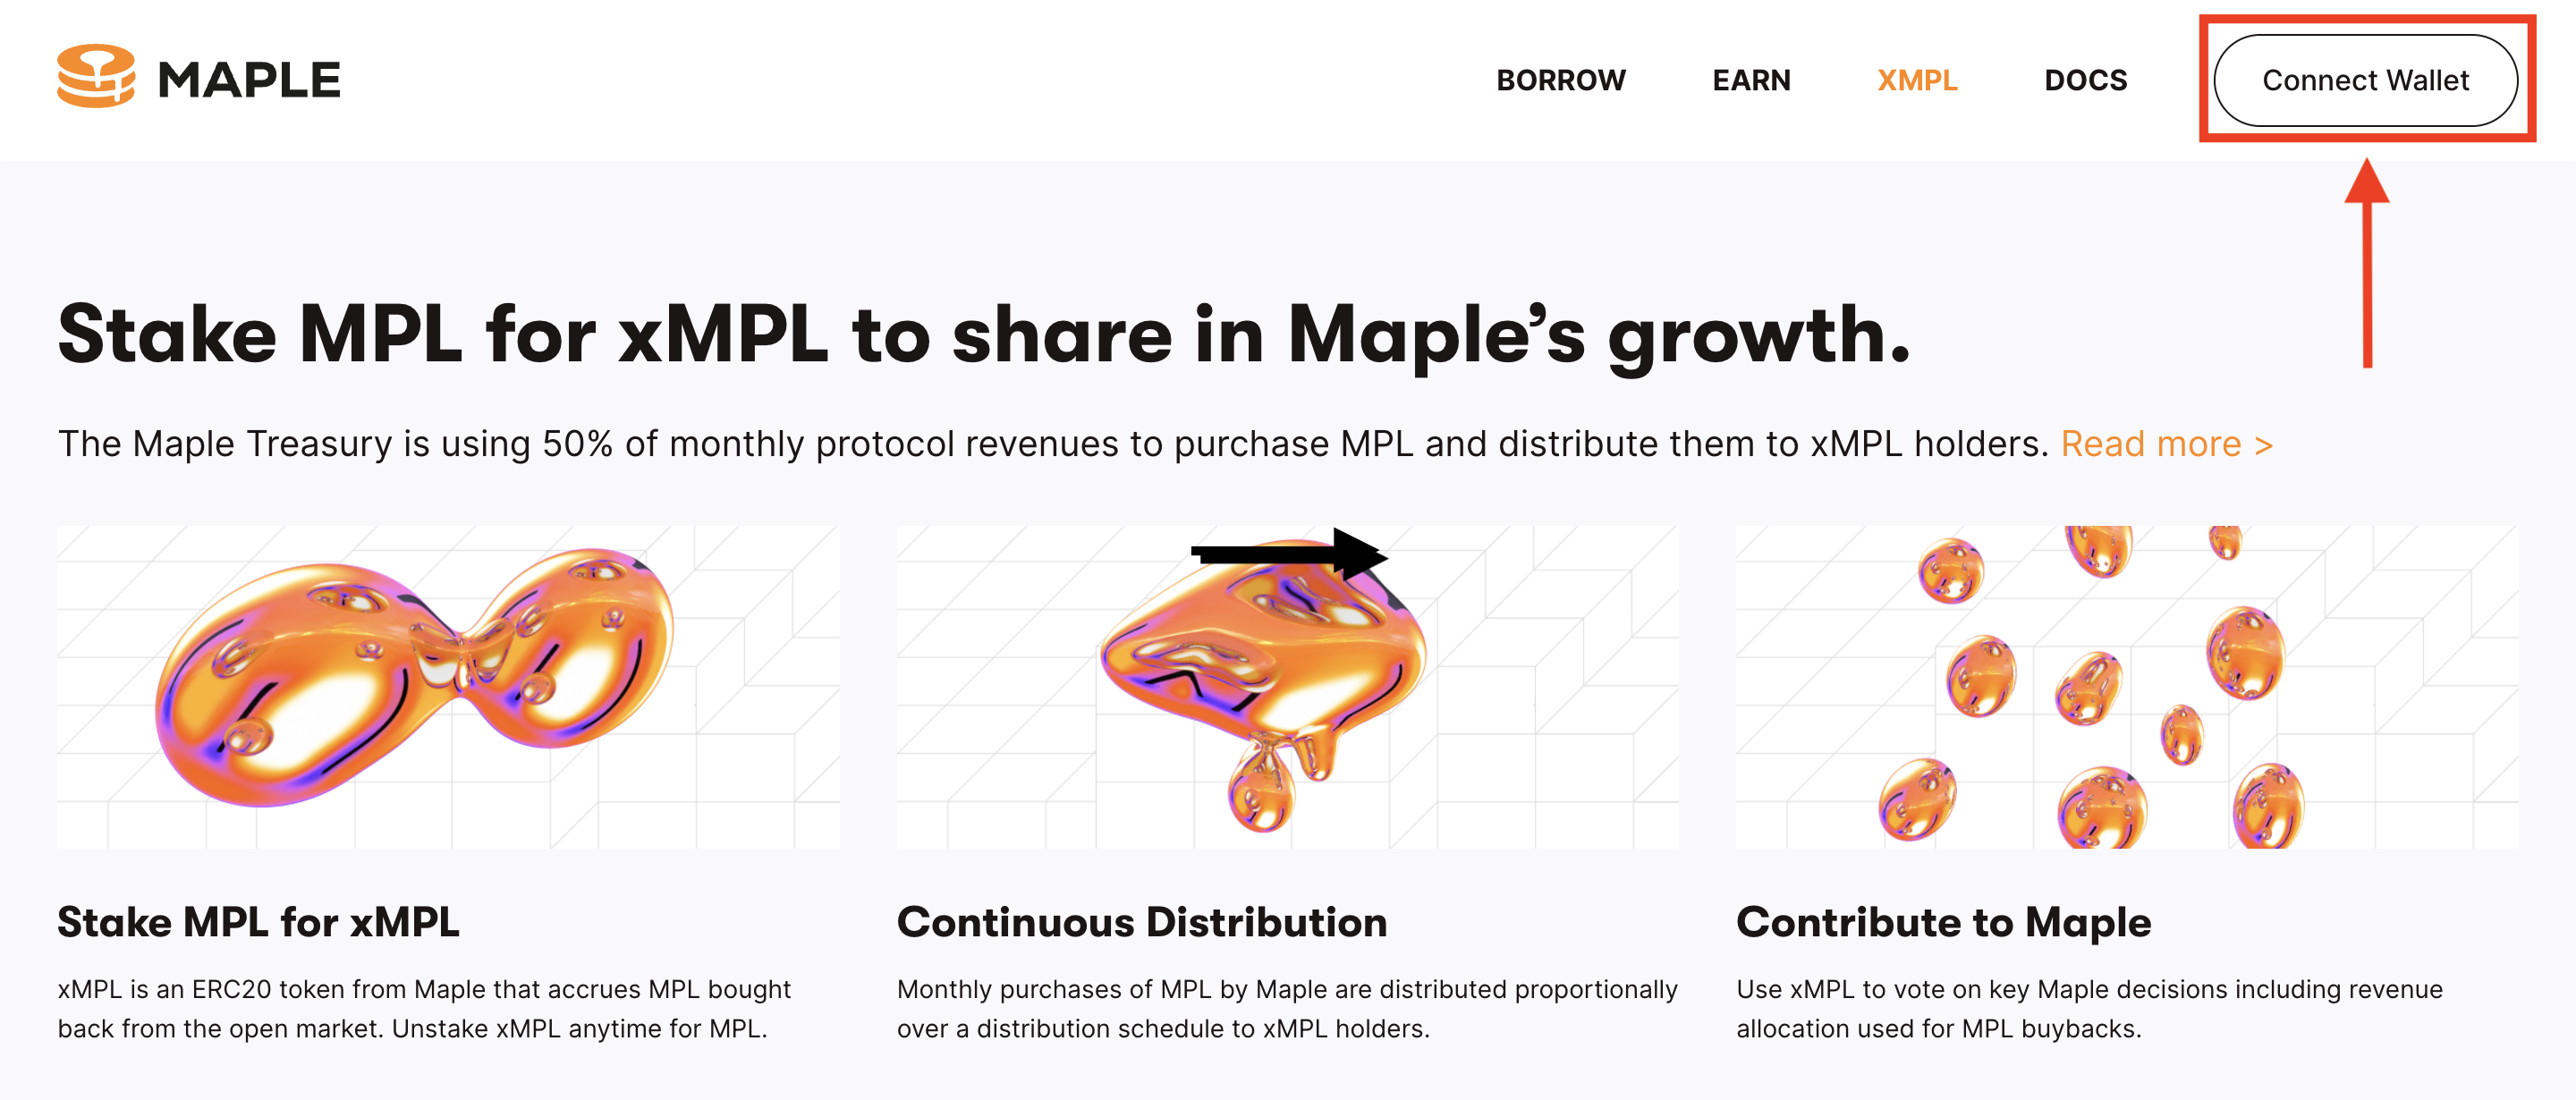 MAPLE
BORROW EARN XMPL DOCS Connect Wallet
Stake MPL for xMPL to share in Maple’s growth.
The Maple Treasury is using 50% of monthly protocol revenues to purchase MPL and distribute them to xMPL holders. Read more >
Stake MPL for xMPL
xMPL is an ERC20 token from Maple that accrues MPL bought
back from the open market. Unstake xMPL anytime for MPL.
Continuous Distribution
Monthly purchases of MPL by Maple are distributed proportionally
over a distribution schedule to xMPL holders.
Contribute to Maple
Use xMPL to vote on key Maple decisions including revenue
allocation used for MPL buybacks.